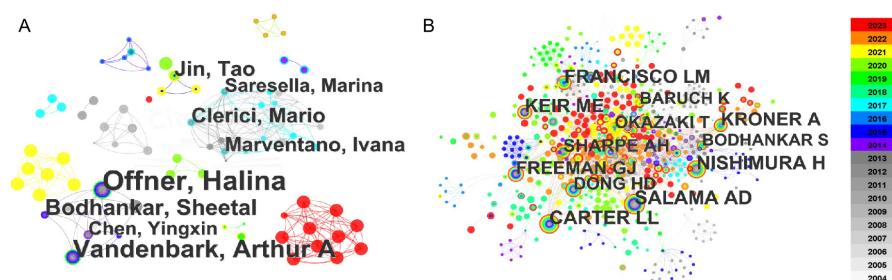 A
Jin, Tao
Saresella, Marina
Clerici, Mario
Marventano, Ivana
Offner, Halina
Bodhankar, Sheetal
Chen, Yingxin
Vandenbark, Arthur A
B
FRANCISCO LM
BARUCH K
KEIR ME
OKAZAKI T
KRONER A
SHARPE AH
BODHANKAR S
FREEMAN GJ
NISHIMURA H
DONG HD
SALAMA AD
CARTER LL
2023
2022
2021
2020
2019
2018
2017
2016
2015
2014
2013
2012
2011
2010
2009
2008
2007
2006
2005
2004